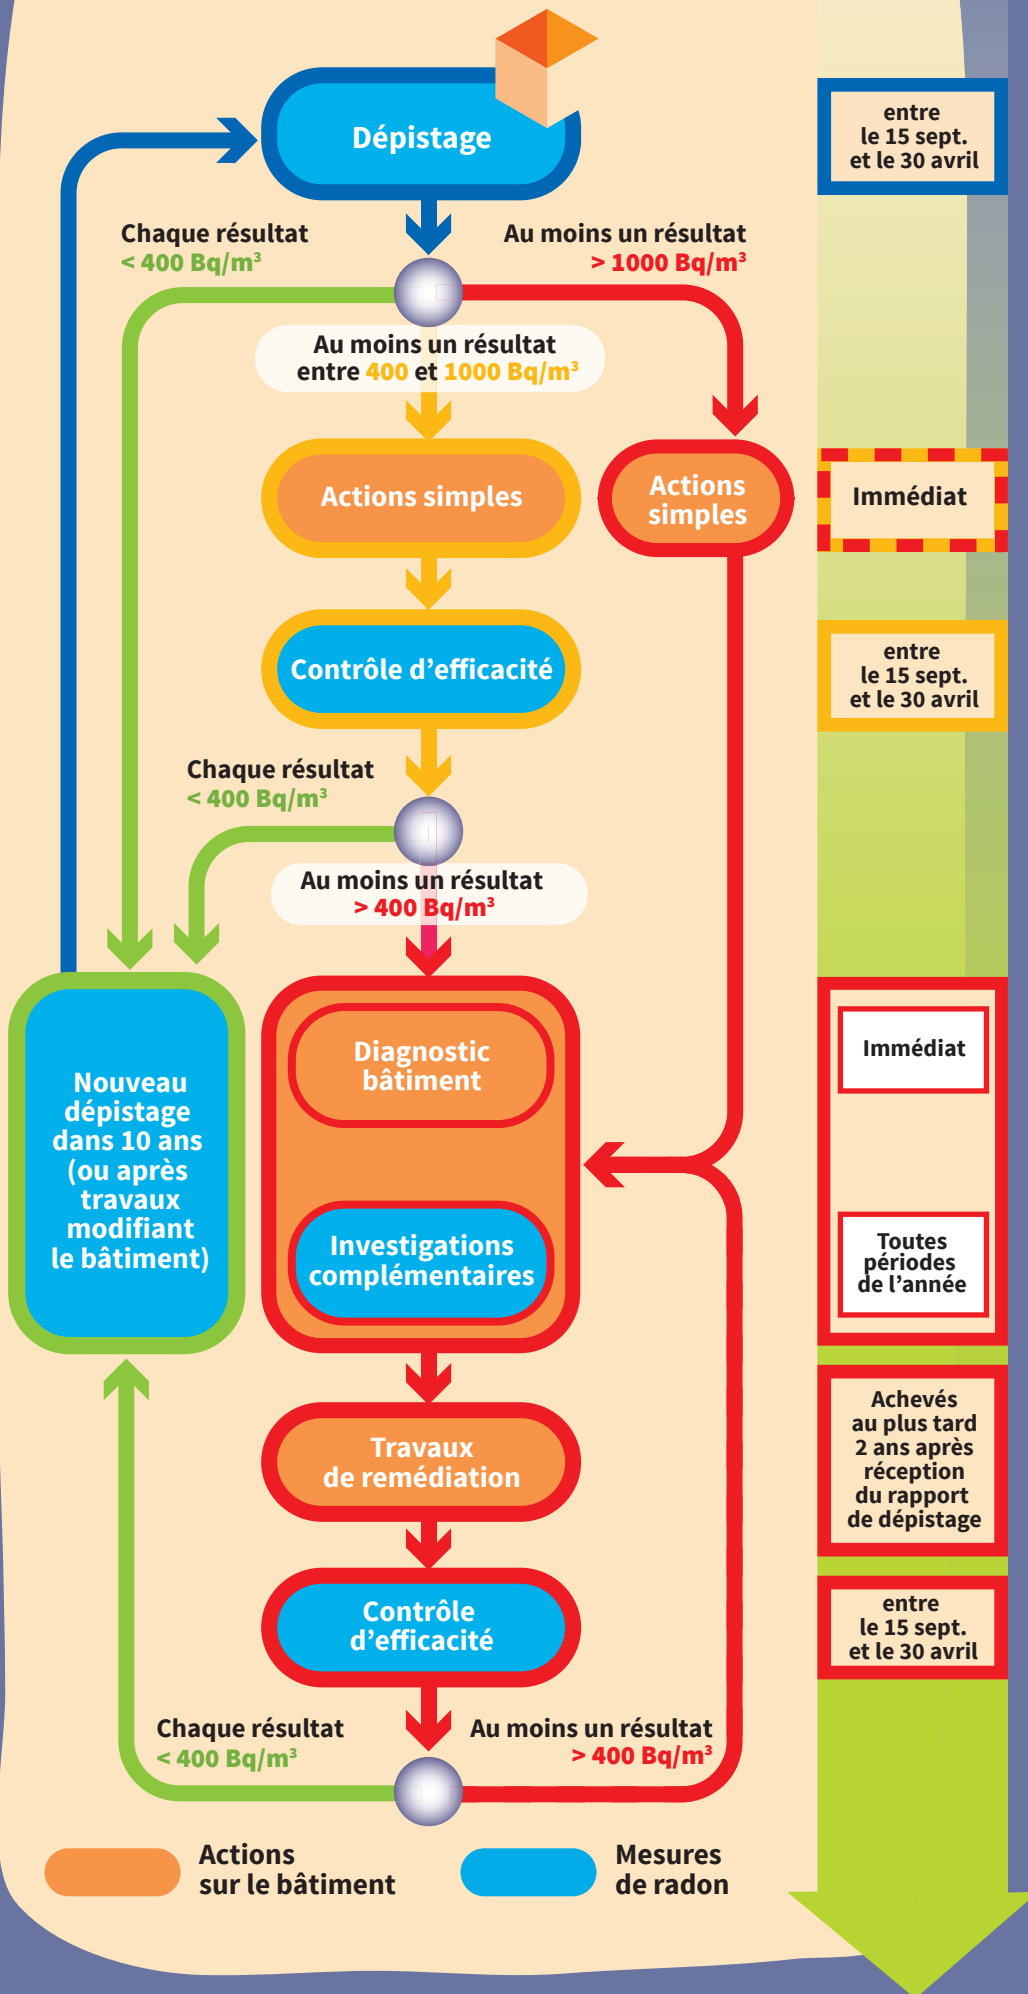 Dépistage
entre
le 15 sept.
et le 30 avril
Chaque résultat
< 400 Bq/m³
Au moins un résultat
> 1000 Bq/m³
Au moins un résultat
entre 400 et 1000 Bq/m³
Actions simples
Actions
simples
Immédiat
Contrôle d’efficacité
entre
le 15 sept.
et le 30 avril
Chaque résultat
< 400 Bq/m³
Au moins un résultat
> 400 Bq/m³
Nouveau
dépistage
dans 10 ans
(ou après
travaux
modifiant
le bâtiment)
Diagnostic
bâtiment
Immédiat
Investigations
complémentaires
Toutes
périodes
de l’année
Travaux
de remédiation
Achevés
au plus tard
2 ans après
réception
du rapport
de dépistage
Contrôle
d’efficacité
entre
le 15 sept.
et le 30 avril
Chaque résultat
< 400 Bq/m³
Au moins un résultat
> 400 Bq/m³
Actions
sur le bâtiment
Mesures
de radon